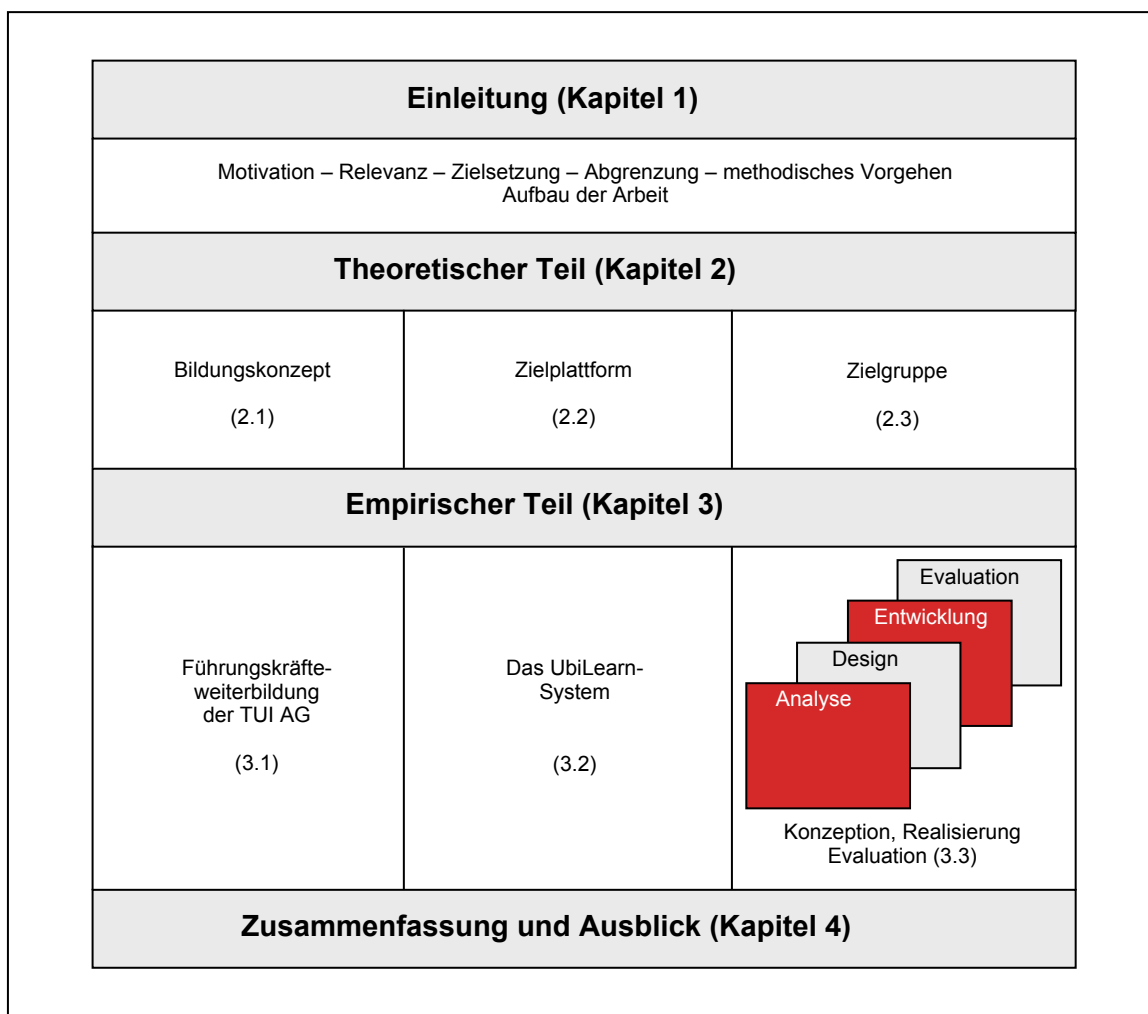 Einleitung (Kapitel 1)
Motivation – Relevanz – Zielsetzung – Abgrenzung – methodisches Vorgehen
Aufbau der Arbeit
Theoretischer Teil (Kapitel 2)
Bildungskonzept
(2.1)
Zielplattform
(2.2)
Zielgruppe
(2.3)
Empirischer Teil (Kapitel 3)
Führungskräfte-
weiterbildung
der TUI AG
(3.1)
Das UbiLearn-
System
(3.2)
Evaluation
Entwicklung
Design
Analyse
Konzeption, Realisierung
Evaluation (3.3)
Zusammenfassung und Ausblick (Kapitel 4)